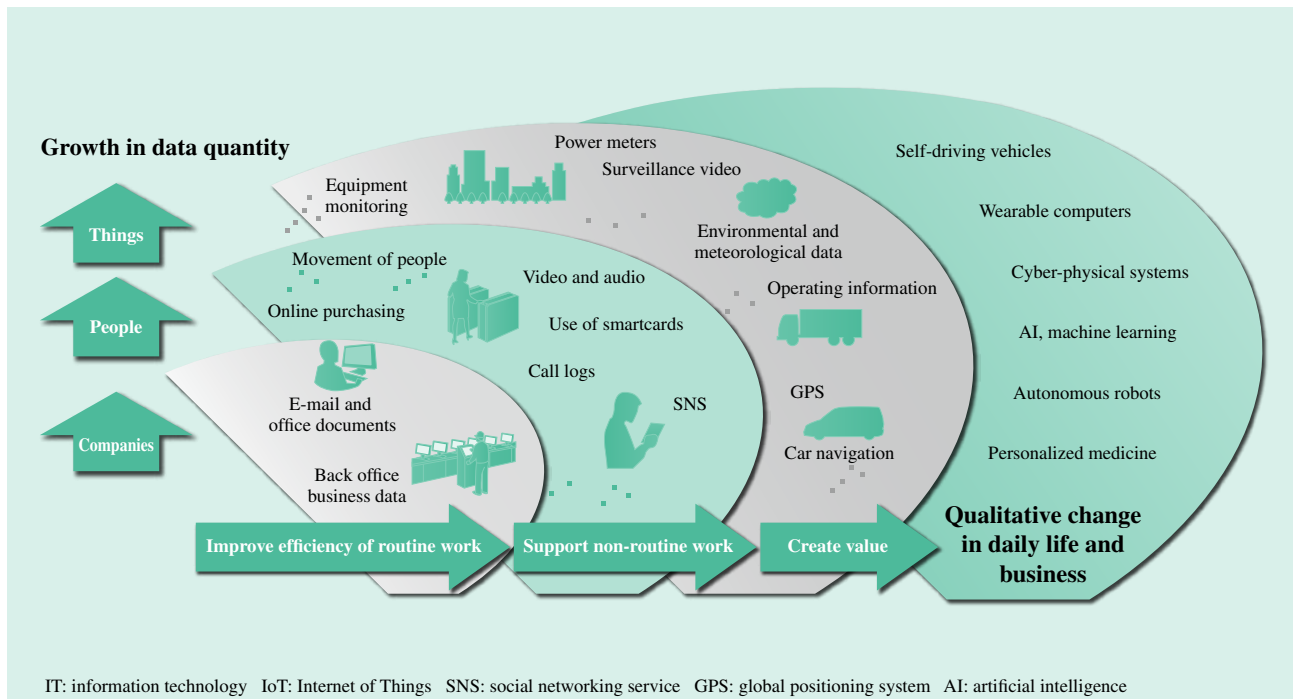 Growth in data quantity
Things
People
Companies
Power meters
Surveillance video
Equipment
monitoring
Environmental and
meteorological data
Operating information
GPS
Car navigation
Movement of people
Online purchasing
Video and audio
Use of smartcards
Call logs
SNS
E-mail and
office documents
Back office
business data
Self-driving vehicles
Wearable computers
Cyber-physical systems
AI, machine learning
Autonomous robots
Personalized medicine
Improve efficiency of routine work
Support non-routine work
Create value
Qualitative change
in daily life and
business
IT: information technology IoT: Internet of Things SNS: social networking service GPS: global positioning system AI: artificial intelligence